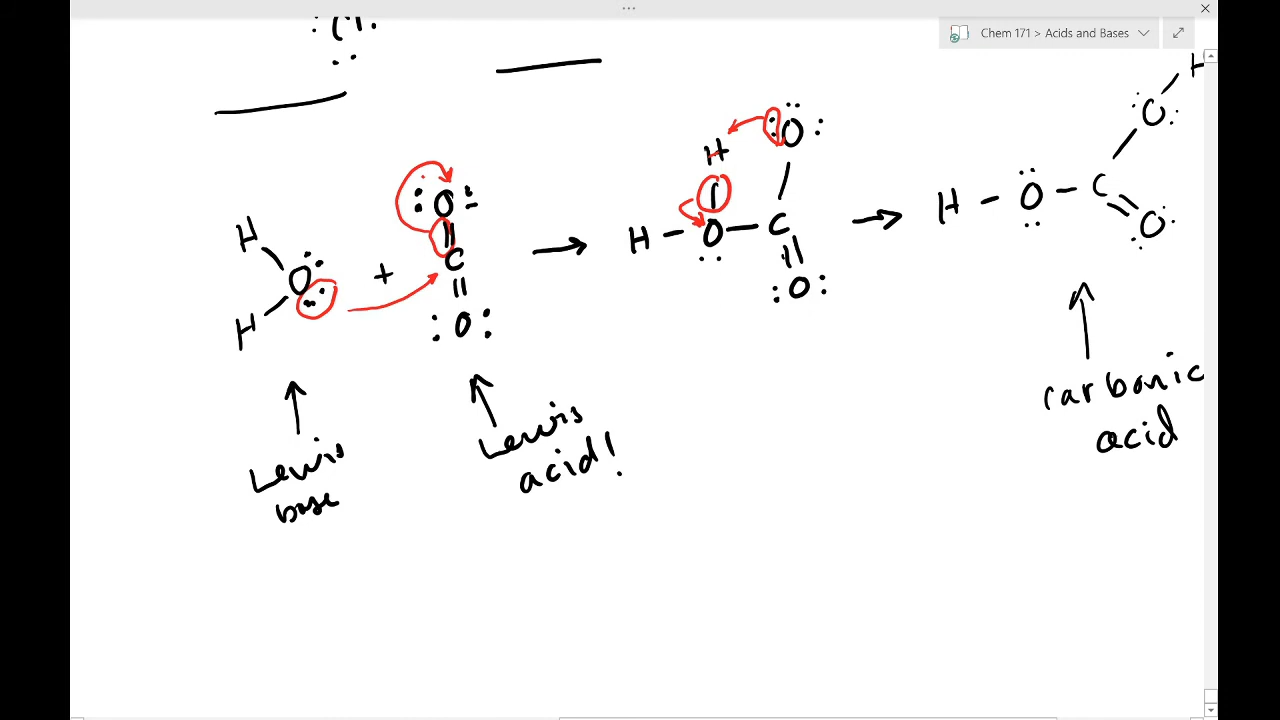 Chem 171 > Acids and Bases
H
O
H
+
O
C
O
H
H O C
O
O
H O C
O
H
O
Lewis
base
Lewis
acid!
carbonic
acid